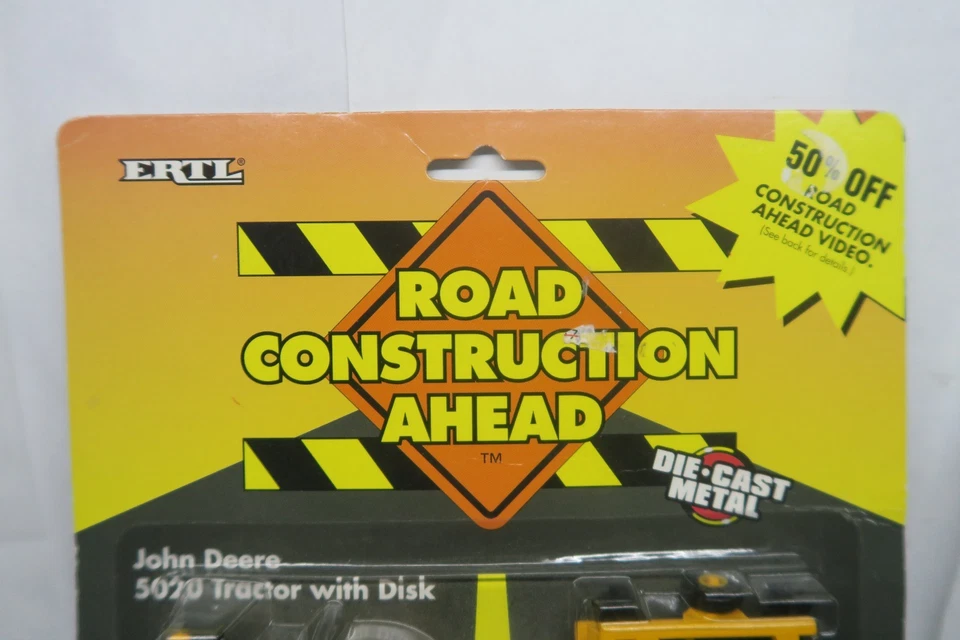 ERTL®
50% OFF
ROAD
CONSTRUCTION
AHEAD VIDEO.
(See back for details.)
ROAD
CONSTRUCTION
AHEAD
TM
DIE•CAST
METAL
John Deere
5020 Tractor with Disk